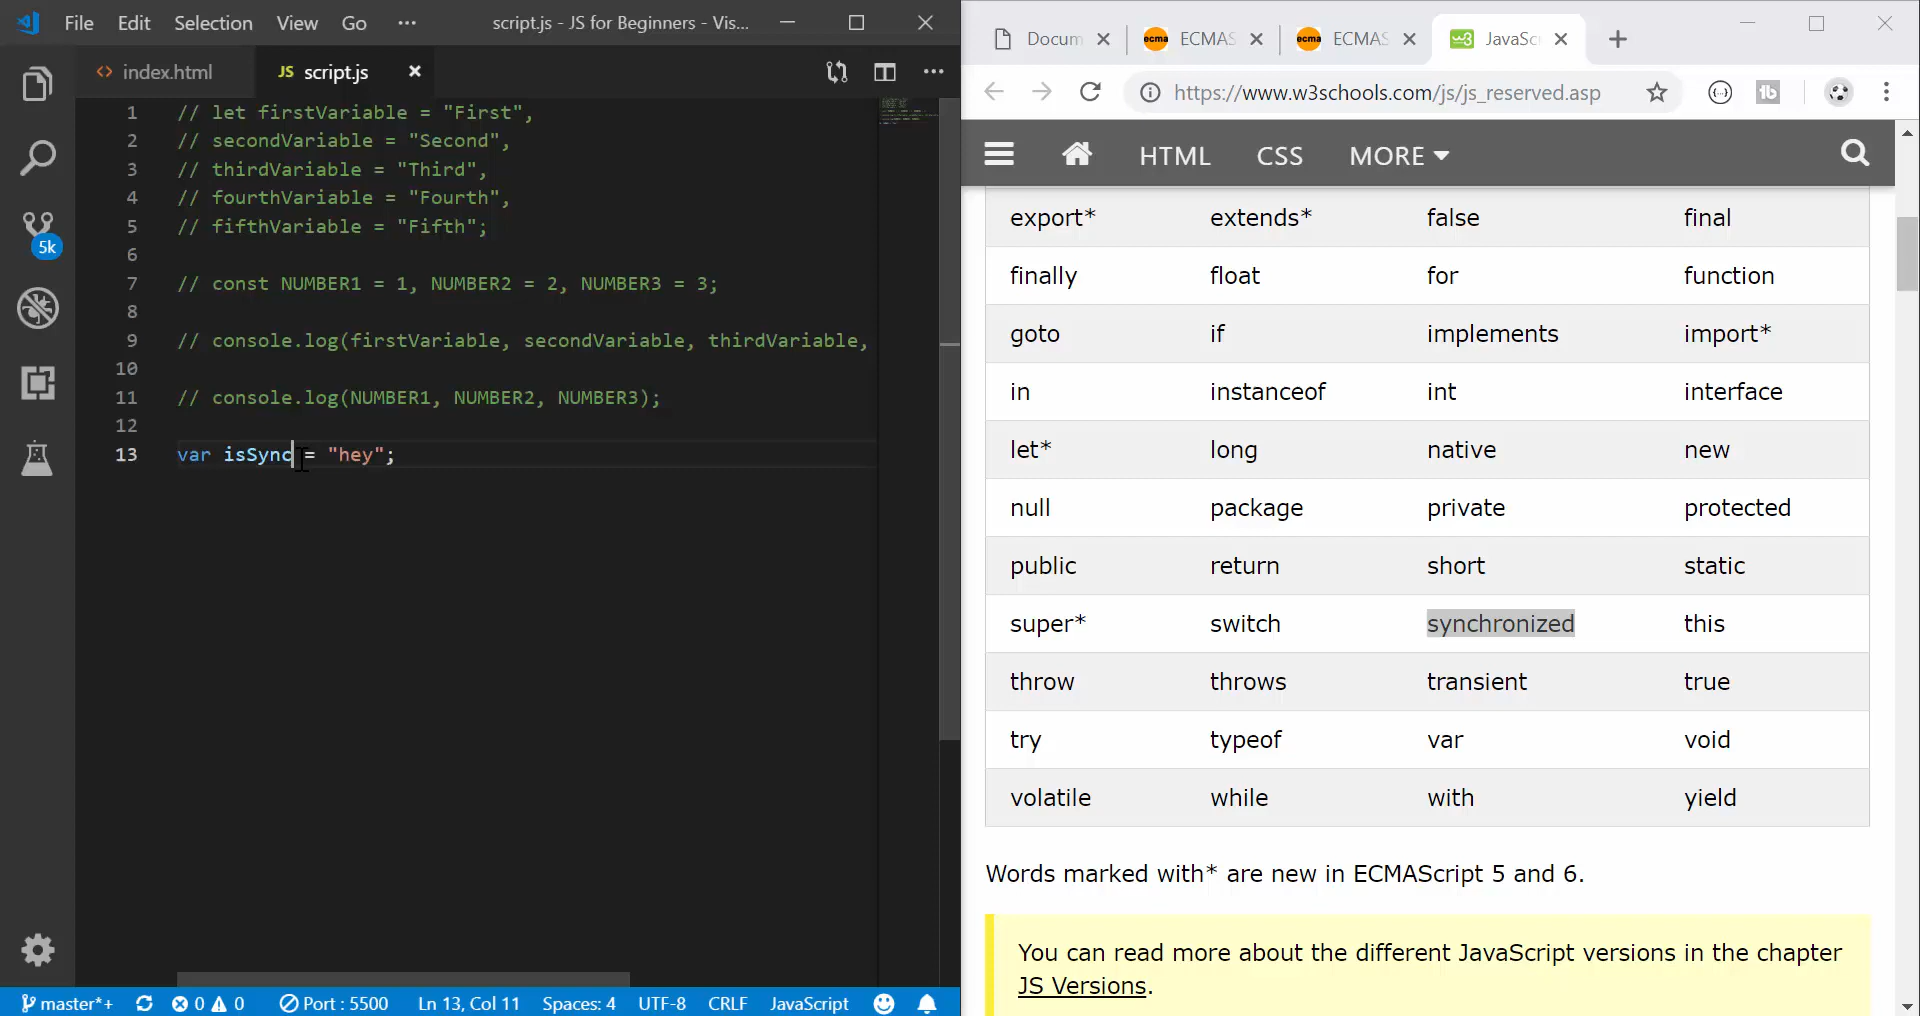 File Edit Selection View Go ··· script.js - JS for Beginners - Vis...
index.html JS script.js
1 // let firstVariable = "First",
2 // secondVariable = "Second",
3 // thirdVariable = "Third",
4 // fourthVariable = "Fourth",
5 // fifthVariable = "Fifth";
6
7 // const NUMBER1 = 1, NUMBER2 = 2, NUMBER3 = 3;
8
9 // console.log(firstVariable, secondVariable, thirdVariable,
10
11 // console.log(NUMBER1, NUMBER2, NUMBER3);
12
13 var isSync = "hey";
5k
master*+ 0 0 Port : 5500 Ln 13, Col 11 Spaces: 4 UTF-8 CRLF JavaScript
Docum ecma ECMAS ecma ECMAS w3 JavaSc
https://www.w3schools.com/js/js_reserved.asp
HTML CSS MORE
export* extends* false final
finally float for function
goto if implements import*
in instanceof int interface
let* long native new
null package private protected
public return short static
super* switch synchronized this
throw throws transient true
try typeof var void
volatile while with yield
Words marked with* are new in ECMAScript 5 and 6.
You can read more about the different JavaScript versions in the chapter
JS Versions.